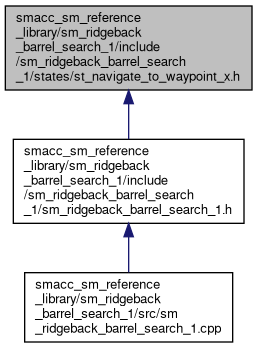 smacc_sm_reference
_library/sm_ridgeback
_barrel_search_1/include
/sm_ridgeback_barrel_search
_1/states/st_navigate_to_waypoint_x.h
smacc_sm_reference
_library/sm_ridgeback
_barrel_search_1/include
/sm_ridgeback_barrel_search
_1/sm_ridgeback_barrel_search_1.h
smacc_sm_reference
_library/sm_ridgeback
_barrel_search_1/src/sm
_ridgeback_barrel_search_1.cpp